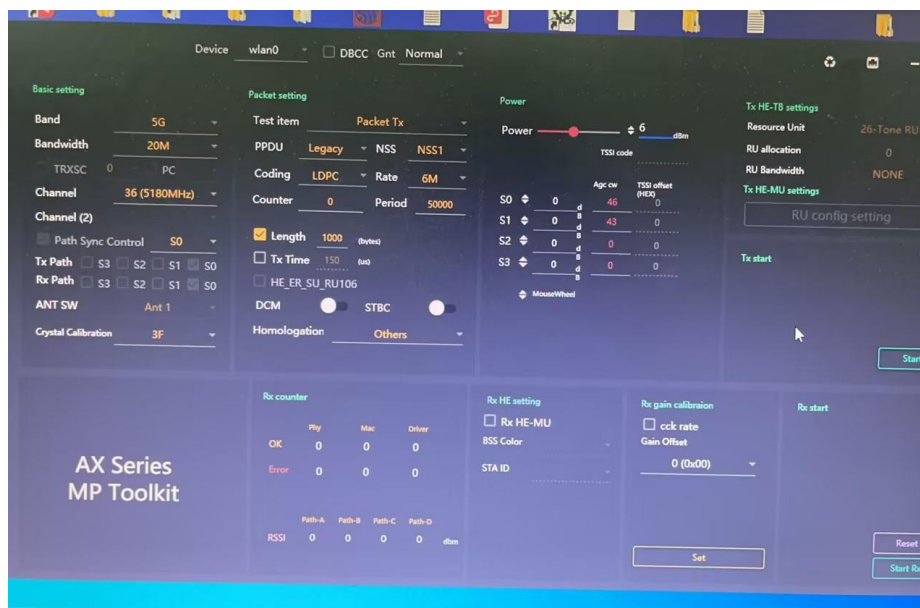 Device wlan0 DBCC Gnt Normal
Basic setting
Band 5G
Bandwidth 20M
TRXSC 0 PC
Channel 36 (5180MHz)
Channel (2)
Path Sync Control S0
Tx Path S3 S2 S1 S0
Rx Path S3 S2 S1 S0
ANT SW Ant 1
Crystal Calibration 3F
Packet setting
Test item Packet Tx
PPDU Legacy NSS NSS1
Coding LDPC Rate 6M
Counter 0 Period 50000
Length 1000 (bytes)
Tx Time 150 (us)
HE_ER_SU_RU106
DCM STBC
Homologation Others
Power
Power 6 dBm
TSSI code
Agc cw TSSI offset
(HEX)
S0 0 dB 46 0
S1 0 dB 43 0
S2 0 dB 0 0
S3 0 dB 0 0
MouseWheel
Tx HE-TB settings
Resource Unit 26-Tone RU
RU allocation 0
RU Bandwidth NONE
Tx HE-MU settings
RU config setting
Tx start
Start
AX Series
MP Toolkit
Rx counter
Phy Mac Driver
OK 0 0 0
Error 0 0 0
Path-A Path-B Path-C Path-D
RSSI 0 0 0 0 dbm
Rx HE setting
Rx HE-MU
BSS Color
STA ID
Rx gain calibraion
cck rate
Gain Offset
0 (0x00)
Set
Rx start
Reset
Start Rx